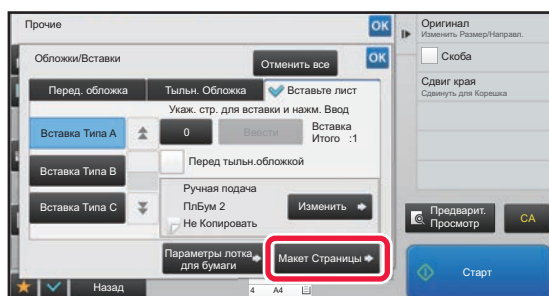 Прочие
OK
Обложки/Вставки
Отменить все
OK
Перед. обложка
Тыльн. Обложка
Вставьте лист
Укаж. стр. для вставки и нажм. Ввод
Вставка Типа A
0
Ввести
Вставка
Итого :1
Вставка Типа B
Перед тыльн.обложкой
Вставка Типа C
Ручная подача
ПлБум 2
Не Копировать
Изменить
Параметры лотка
для бумаги
Макет Страницы
Назад
4 A4
Оригинал
Изменить Размер/Направл.
Скоба
Сдвиг края
Сдвинуть для Корешка
Предварит.
Просмотр
CA
Старт